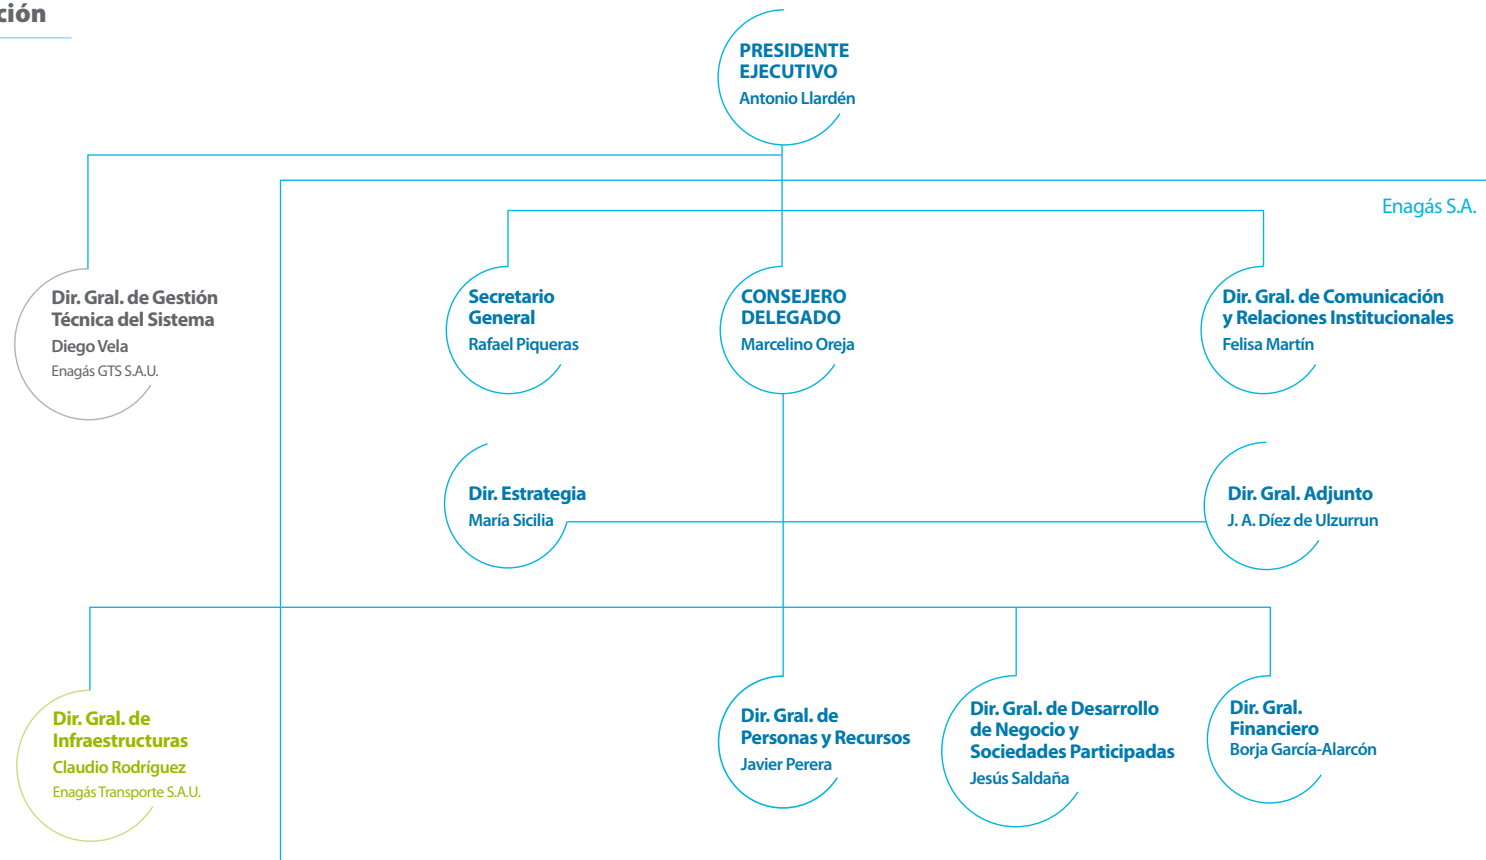 PRESIDENTE
EJECUTIVO
Antonio Llardén
Enagás S.A.
Dir. Gral. de Gestión
Técnica del Sistema
Diego Vela
Enagás GTS S.A.U.
Secretario
General
Rafael Piqueras
CONSEJERO
DELEGADO
Marcelino Oreja
Dir. Gral. de Comunicación
y Relaciones Institucionales
Felisa Martín
Dir. Estrategia
María Sicilia
Dir. Gral. Adjunto
J. A. Díez de Ulzurrun
Dir. Gral. de
Infraestructuras
Claudio Rodríguez
Enagás Transporte S.A.U.
Dir. Gral. de
Personas y Recursos
Javier Perera
Dir. Gral. de Desarrollo
de Negocio y
Sociedades Participadas
Jesús Saldaña
Dir. Gral.
Financiero
Borja García-Alarcón